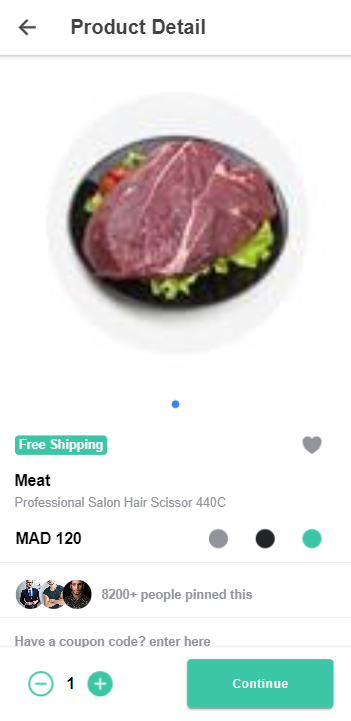 Product Detail
Free Shipping
Meat
Professional Salon Hair Scissor 440C
MAD 120
8200+ people pinned this
Have a coupon code? enter here
1
Continue